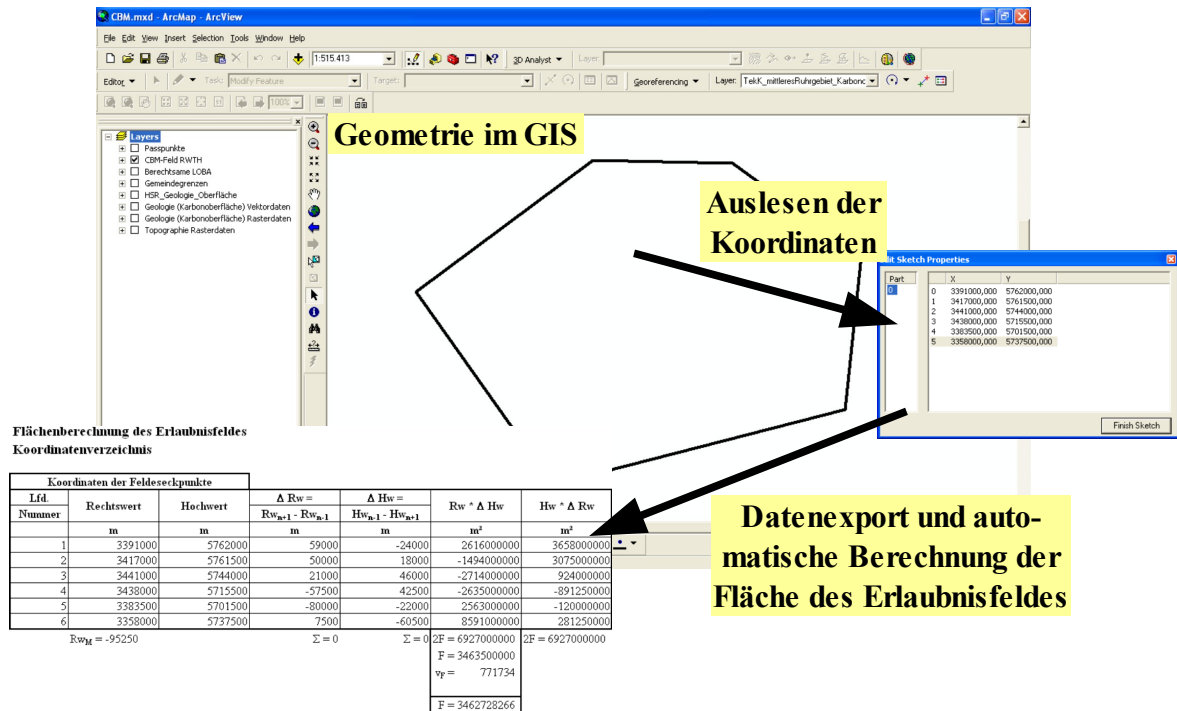 CBM.mxd - ArcMap - ArcView
File Edit View Insert Selection Tools Window Help
1:515.413 3D Analyst Layer:
Editor Task: Modify Feature Target: Georeferencing Layer: TekK_mittleresRuhrgebiet_Karbonc
100%
Layers
Passpunkte
CBM-Feld RWTH
Berechtsame LOBA
Gemeindegrenzen
HSR_Geologie_Oberfläche
Geologie (Karbonoberfläche) Vektordaten
Geologie (Karbonoberfläche) Rasterdaten
Topographie Rasterdaten
Geometrie im GIS
Auslesen der
Koordinaten
dit Sketch Properties
Part X Y
0
0 3391000,000 5762000,000
1 3417000,000 5761500,000
2 3441000,000 5744000,000
3 3438000,000 5715500,000
4 3383500,000 5701500,000
5 3358000,000 5737500,000
Finish Sketch
Datenexport und auto-
matische Berechnung der
Fläche des Erlaubnisfeldes
Flächenberechnung des Erlaubnisfeldes
Koordinatenverzeichnis
Koordinaten der Feldeseckpunkte
Lfd. Nummer Rechtswert Hochwert Δ Rw = Rwn+1 - Rwn-1 Δ Hw = Hwn-1 - Hwn+1 Rw * Δ Hw Hw * Δ Rw
m m m m m² m²
1 3391000 5762000 59000 -24000 2616000000 3658000000
2 3417000 5761500 50000 18000 -1494000000 3075000000
3 3441000 5744000 21000 46000 -2714000000 924000000
4 3438000 5715500 -57500 42500 -2635000000 -891250000
5 3383500 5701500 -80000 -22000 2563000000 -120000000
6 3358000 5737500 7500 -60500 8591000000 281250000
RwM = -95250 Σ = 0 Σ = 0 2F = 6927000000 2F = 6927000000
F = 3463500000
vF = 771734
F = 3462728266